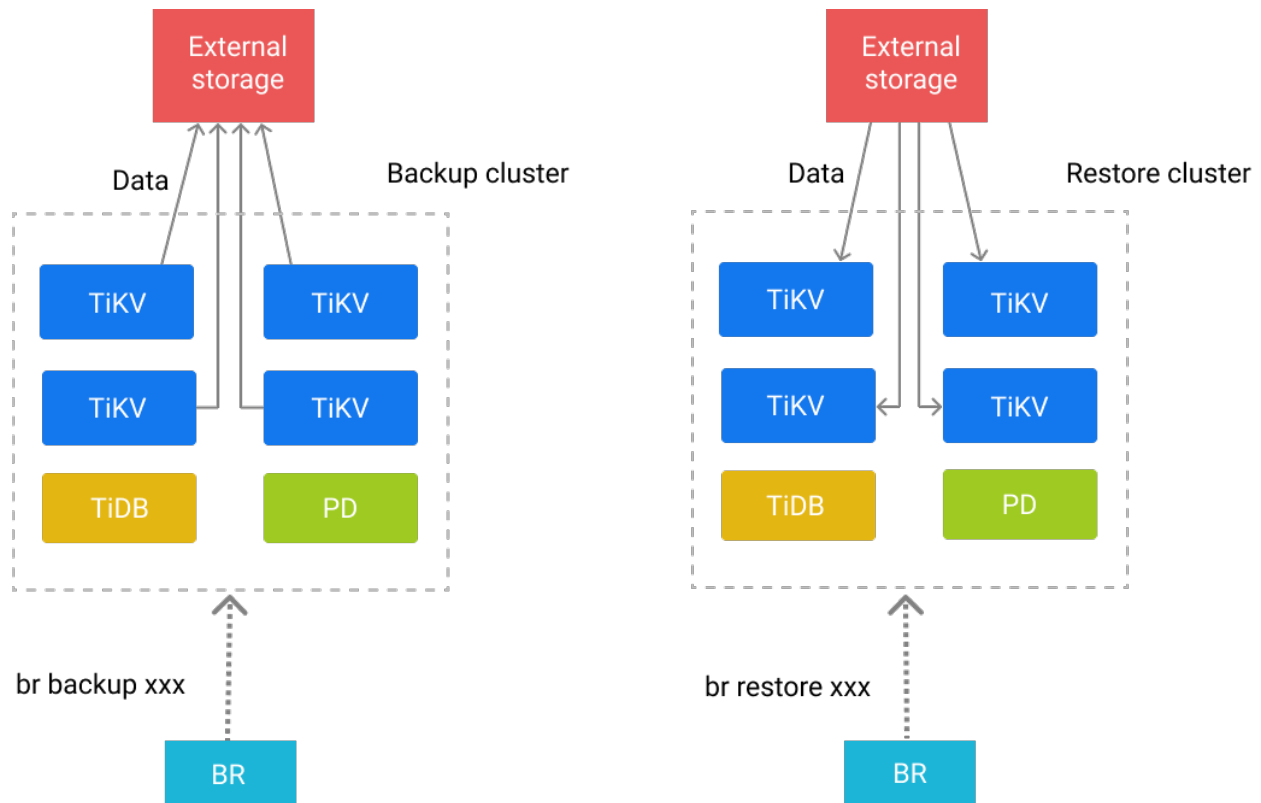 External
storage
Data
Backup cluster
TiKV
TiKV
TiKV
TiKV
TiDB
PD
br backup xxx
BR
External
storage
Data
Restore cluster
TiKV
TiKV
TiKV
TiKV
TiDB
PD
br restore xxx
BR